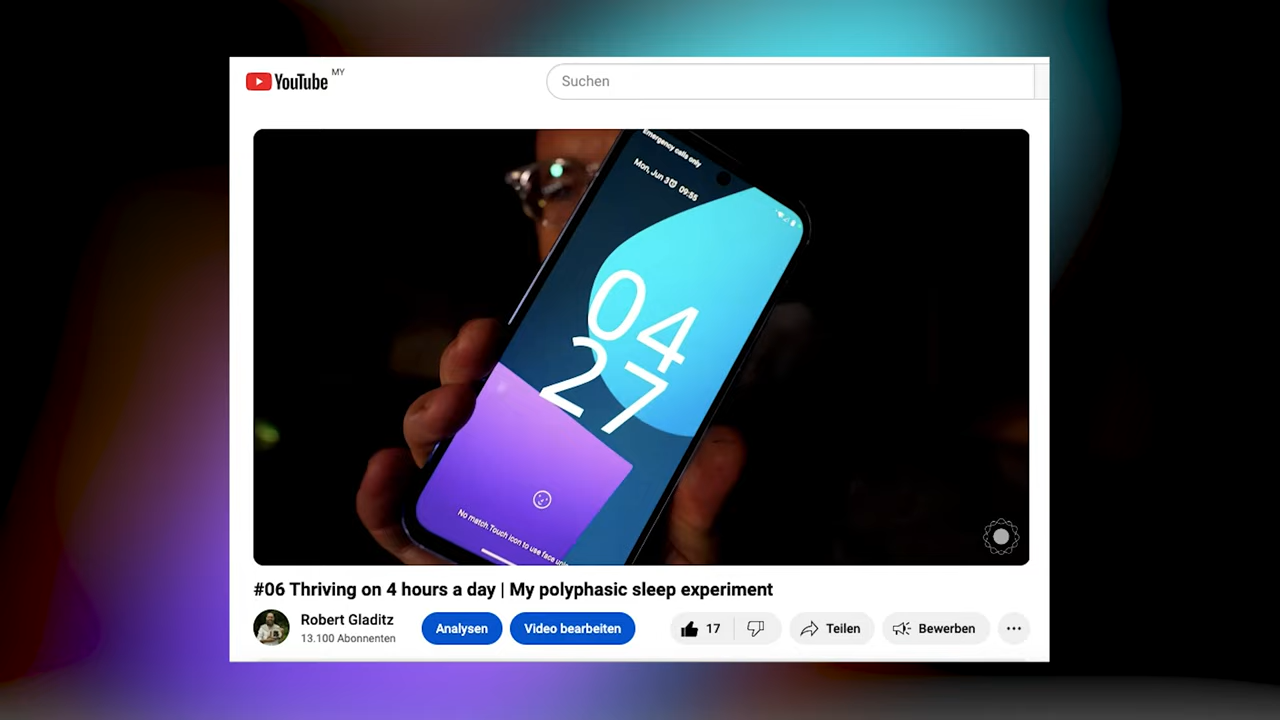 YouTube MY
Suchen
Emergency calls only
Mon, Jun 3 09:55
04
27
No match. Touch icon to use face unlo
#06 Thriving on 4 hours a day | My polyphasic sleep experiment
Robert Gladitz
13.100 Abonnenten
Analysen
Video bearbeiten
17
Teilen
Bewerben